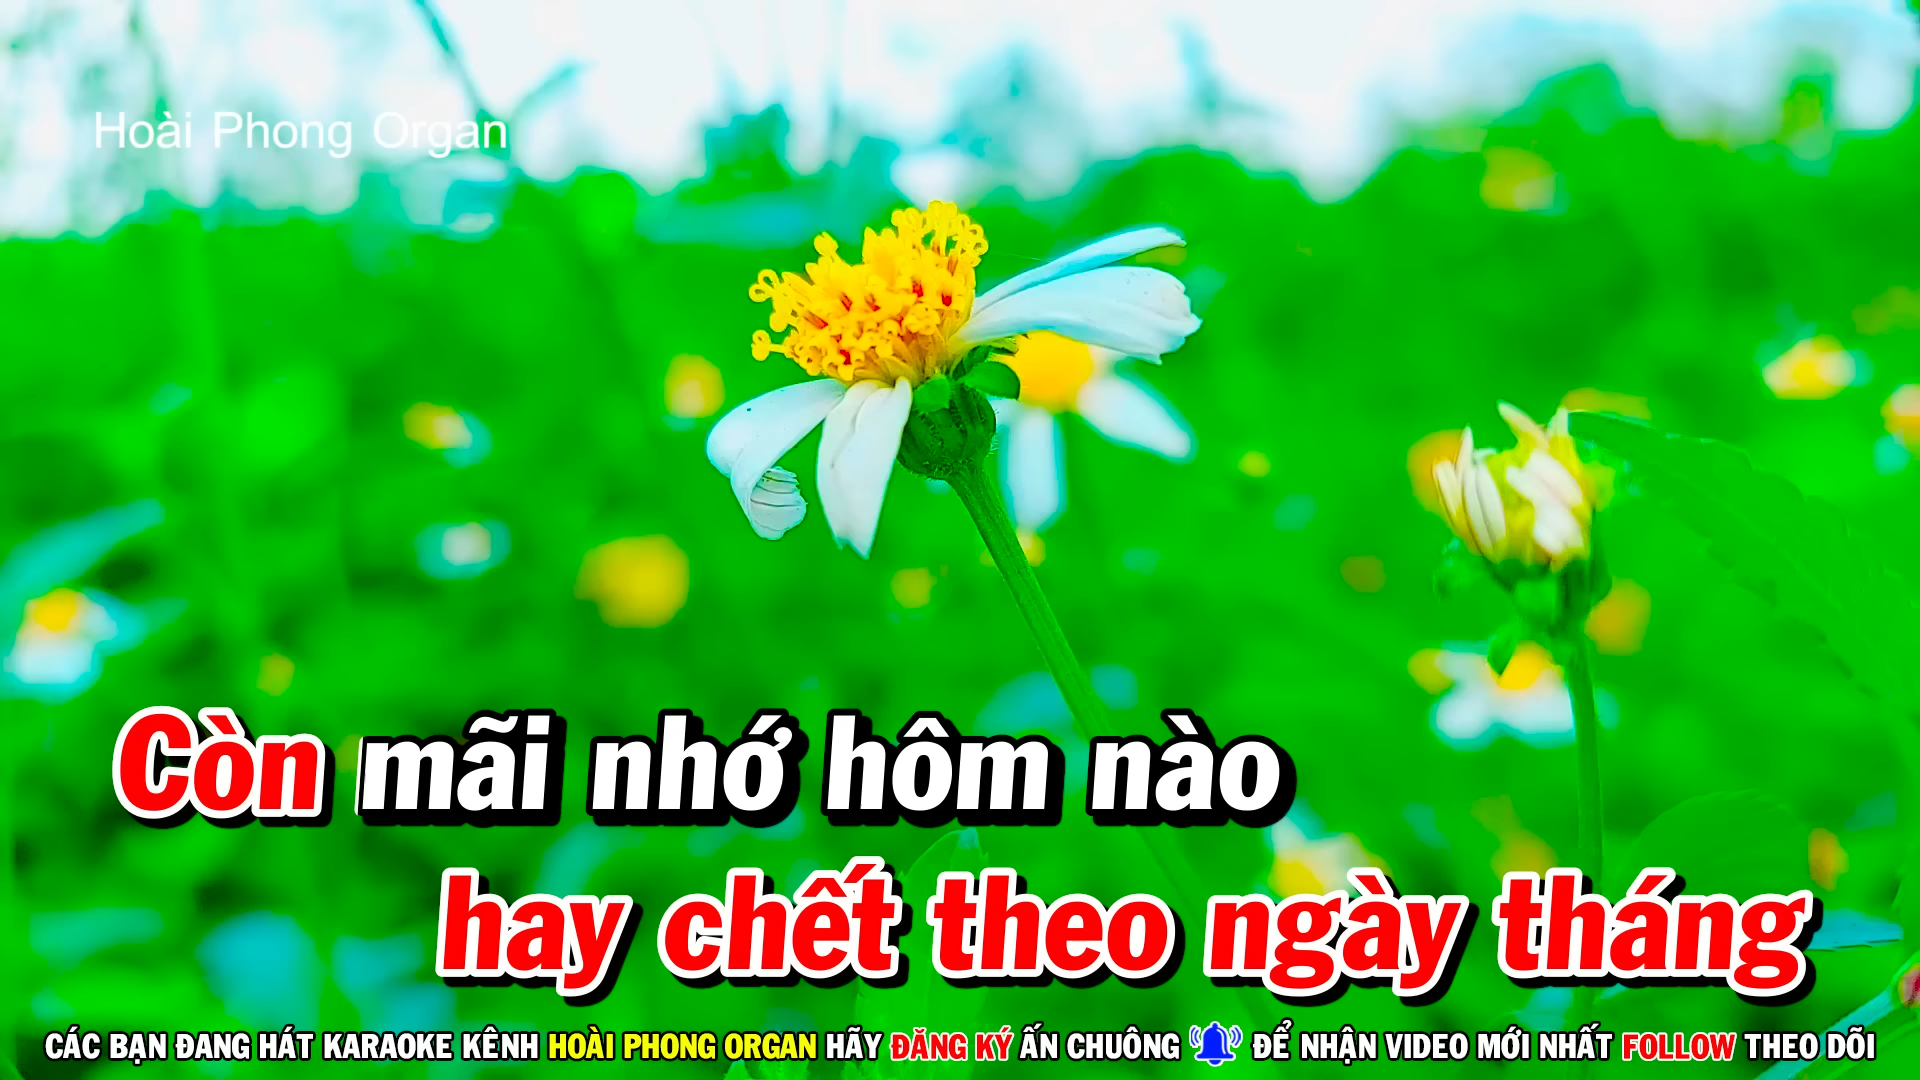 Hoài Phong Organ
Còn mãi nhớ hôm nào
hay chết theo ngày tháng
CÁC BẠN ĐANG HÁT KARAOKE KÊNH HOÀI PHONG ORGAN HÃY ĐĂNG KÝ ẤN CHUÔNG ĐỂ NHẬN VIDEO MỚI NHẤT FOLLOW THEO DÕI